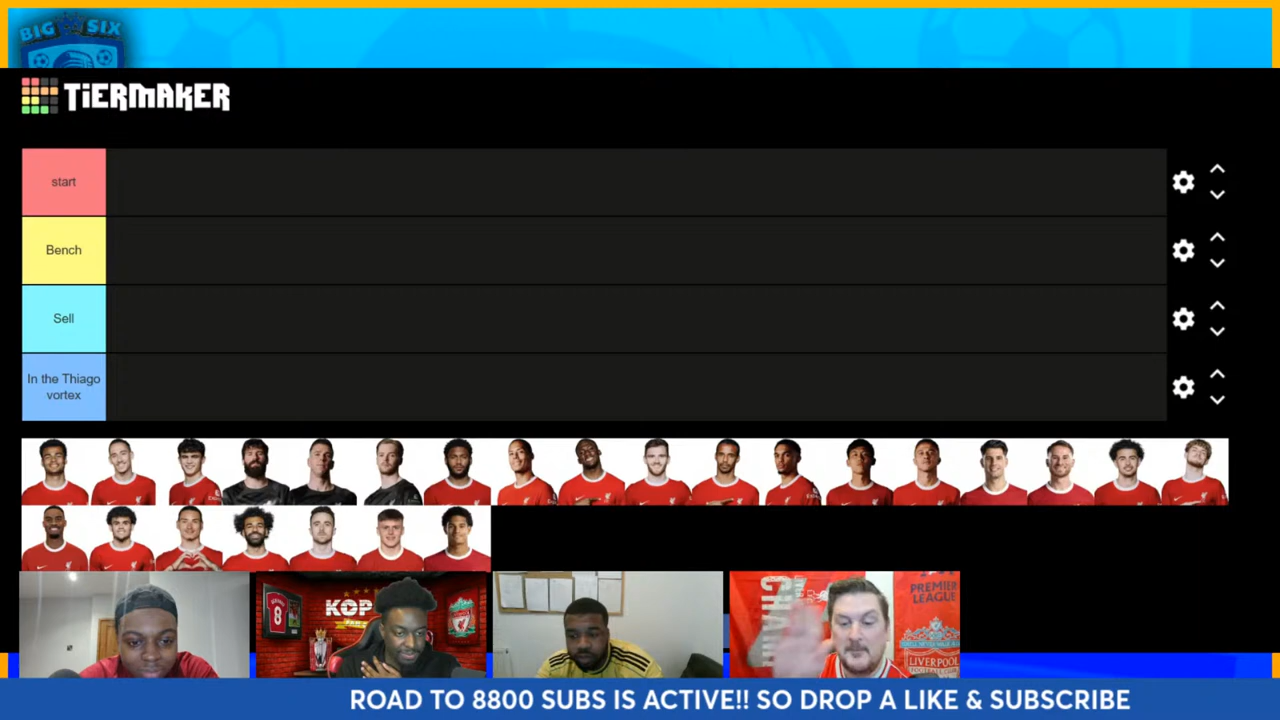 BIG SIX
TIERMAKER
start
Bench
Sell
In the Thiago
vortex
KOP
8
PREMIER
LEAGUE
LIVERPOOL
ROAD TO 8800 SUBS IS ACTIVE!! SO DROP A LIKE & SUBSCRIBE